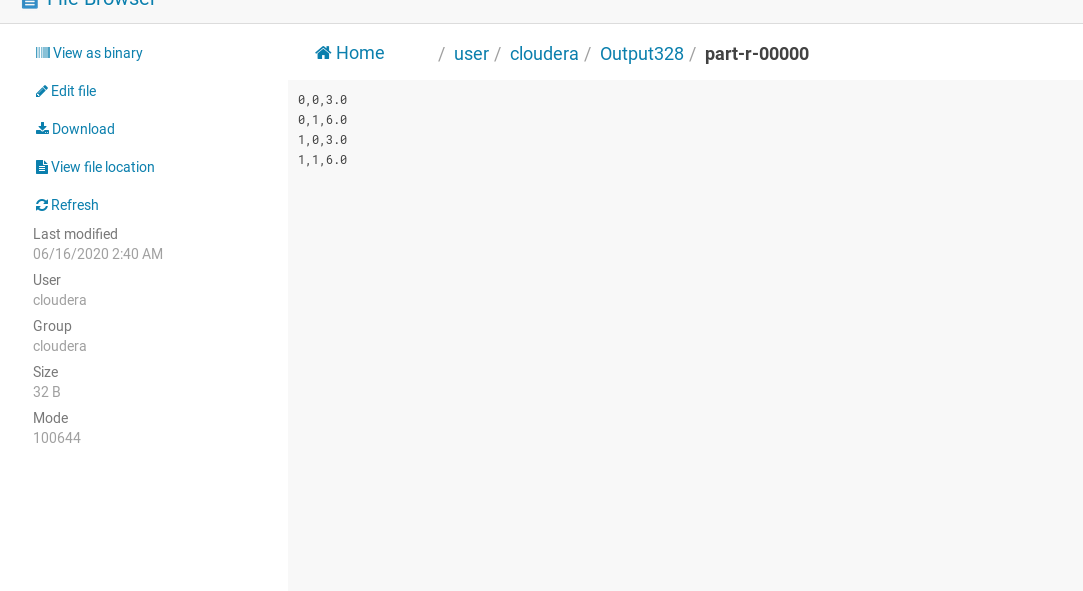 File Browser
View as binary
Edit file
Download
View file location
Refresh
Last modified
06/16/2020 2:40 AM
User
cloudera
Group
cloudera
Size
32 B
Mode
100644
Home / user / cloudera / Output328 / part-r-00000
0,0,3.0
0,1,6.0
1,0,3.0
1,1,6.0